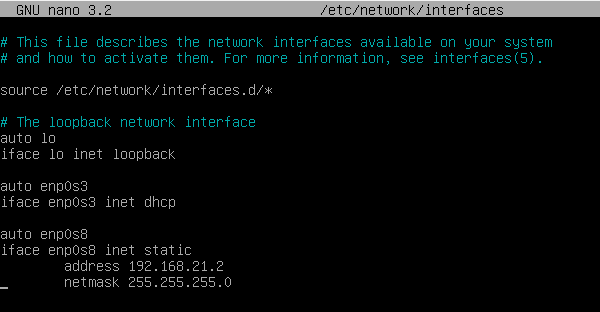 GNU nano 3.2 /etc/network/interfaces
# This file describes the network interfaces available on your system
# and how to activate them. For more information, see interfaces(5).
source /etc/network/interfaces.d/*
# The loopback network interface
auto lo
iface lo inet loopback
auto enp0s3
iface enp0s3 inet dhcp
auto enp0s8
iface enp0s8 inet static
address 192.168.21.2
netmask 255.255.255.0